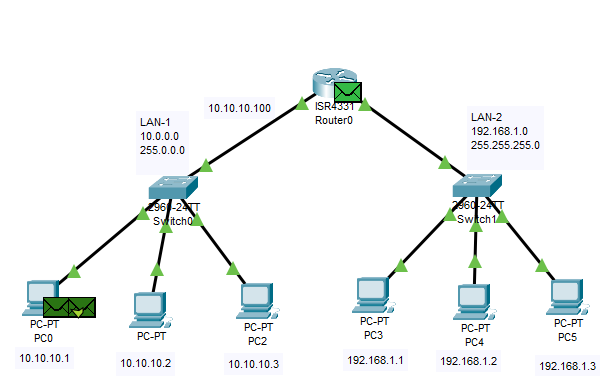 10.10.10.100
ISR4331
Router0
LAN-1
10.0.0.0
255.0.0.0
LAN-2
192.168.1.0
255.255.255.0
2960-24TT
Switch0
2960-24TT
Switch1
PC-PT
PC0
10.10.10.1
PC-PT
10.10.10.2
PC-PT
PC2
10.10.10.3
PC-PT
PC3
192.168.1.1
PC-PT
PC4
192.168.1.2
PC-PT
PC5
192.168.1.3